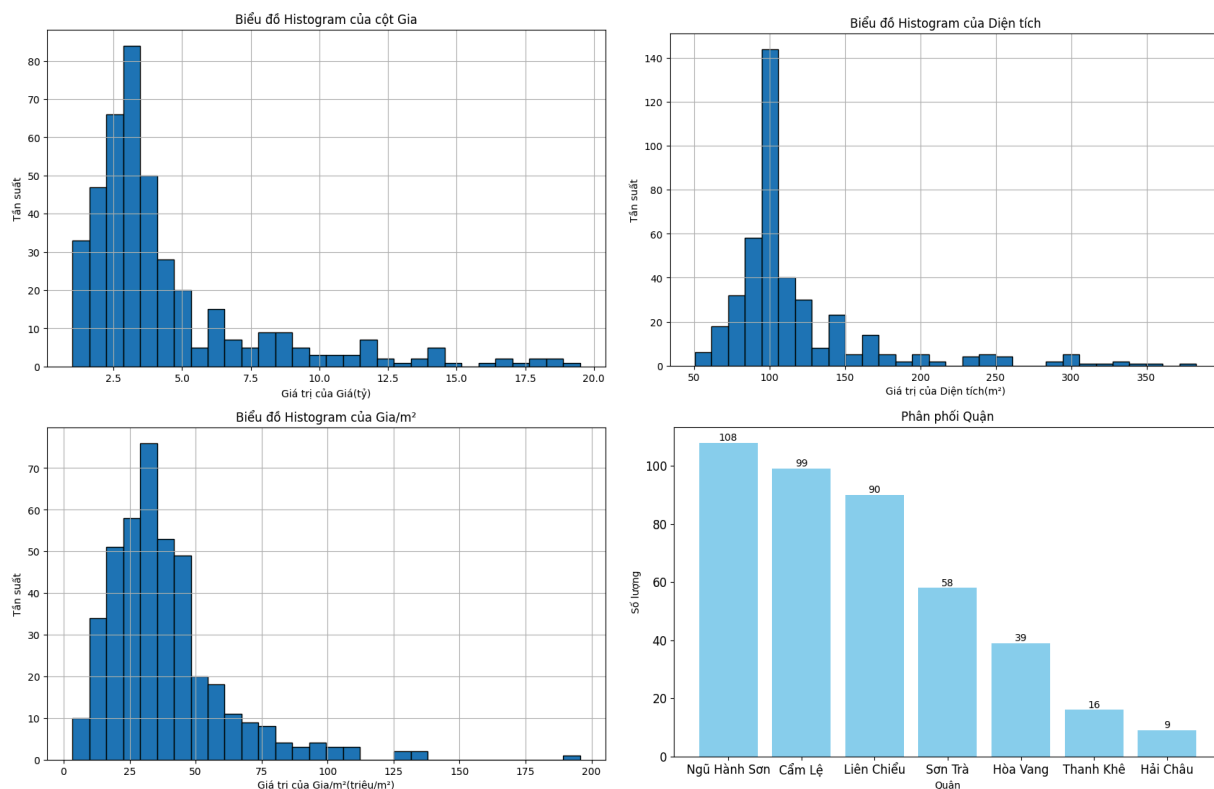 Biểu đồ Histogram của cột Gia
Tần suất
80
70
60
50
40
30
20
10
0
2.5 5.0 7.5 10.0 12.5 15.0 17.5 20.0
Giá trị của Giá(tỷ)
Biểu đồ Histogram của Diện tích
Tần suất
140
120
100
80
60
40
20
0
50 100 150 200 250 300 350
Giá trị của Diện tích(m²)
Biểu đồ Histogram của Gia/m²
Tần suất
70
60
50
40
30
20
10
0
0 25 50 75 100 125 150 175 200
Giá trị của Gia/m²(triệu/m²)
Phân phối Quận
Số lượng
100
80
60
40
20
0
108
99
90
58
39
16
9
Ngũ Hành Sơn Cẩm Lệ Liên Chiểu Sơn Trà Hòa Vang Thanh Khê Hải Châu
Quận